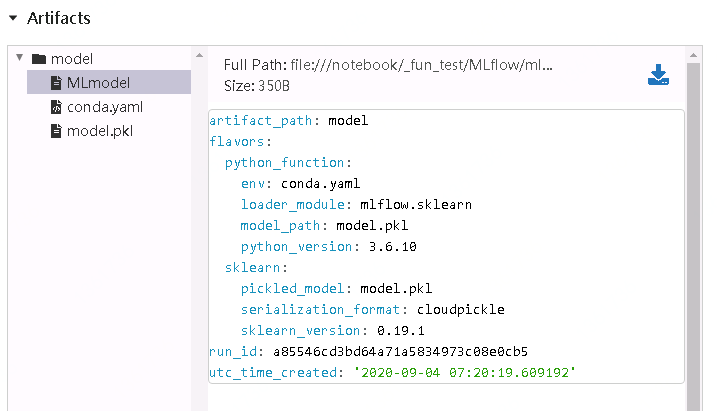 Artifacts
model
MLmodel
conda.yaml
model.pkl
Full Path: file:///notebook/_fun_test/MLflow/ml...
Size: 350B
artifact_path: model
flavors:
  python_function:
    env: conda.yaml
    loader_module: mlflow.sklearn
    model_path: model.pkl
    python_version: 3.6.10
  sklearn:
    pickled_model: model.pkl
    serialization_format: cloudpickle
    sklearn_version: 0.19.1
run_id: a85546cd3bd64a71a5834973c08e0cb5
utc_time_created: '2020-09-04 07:20:19.609192'